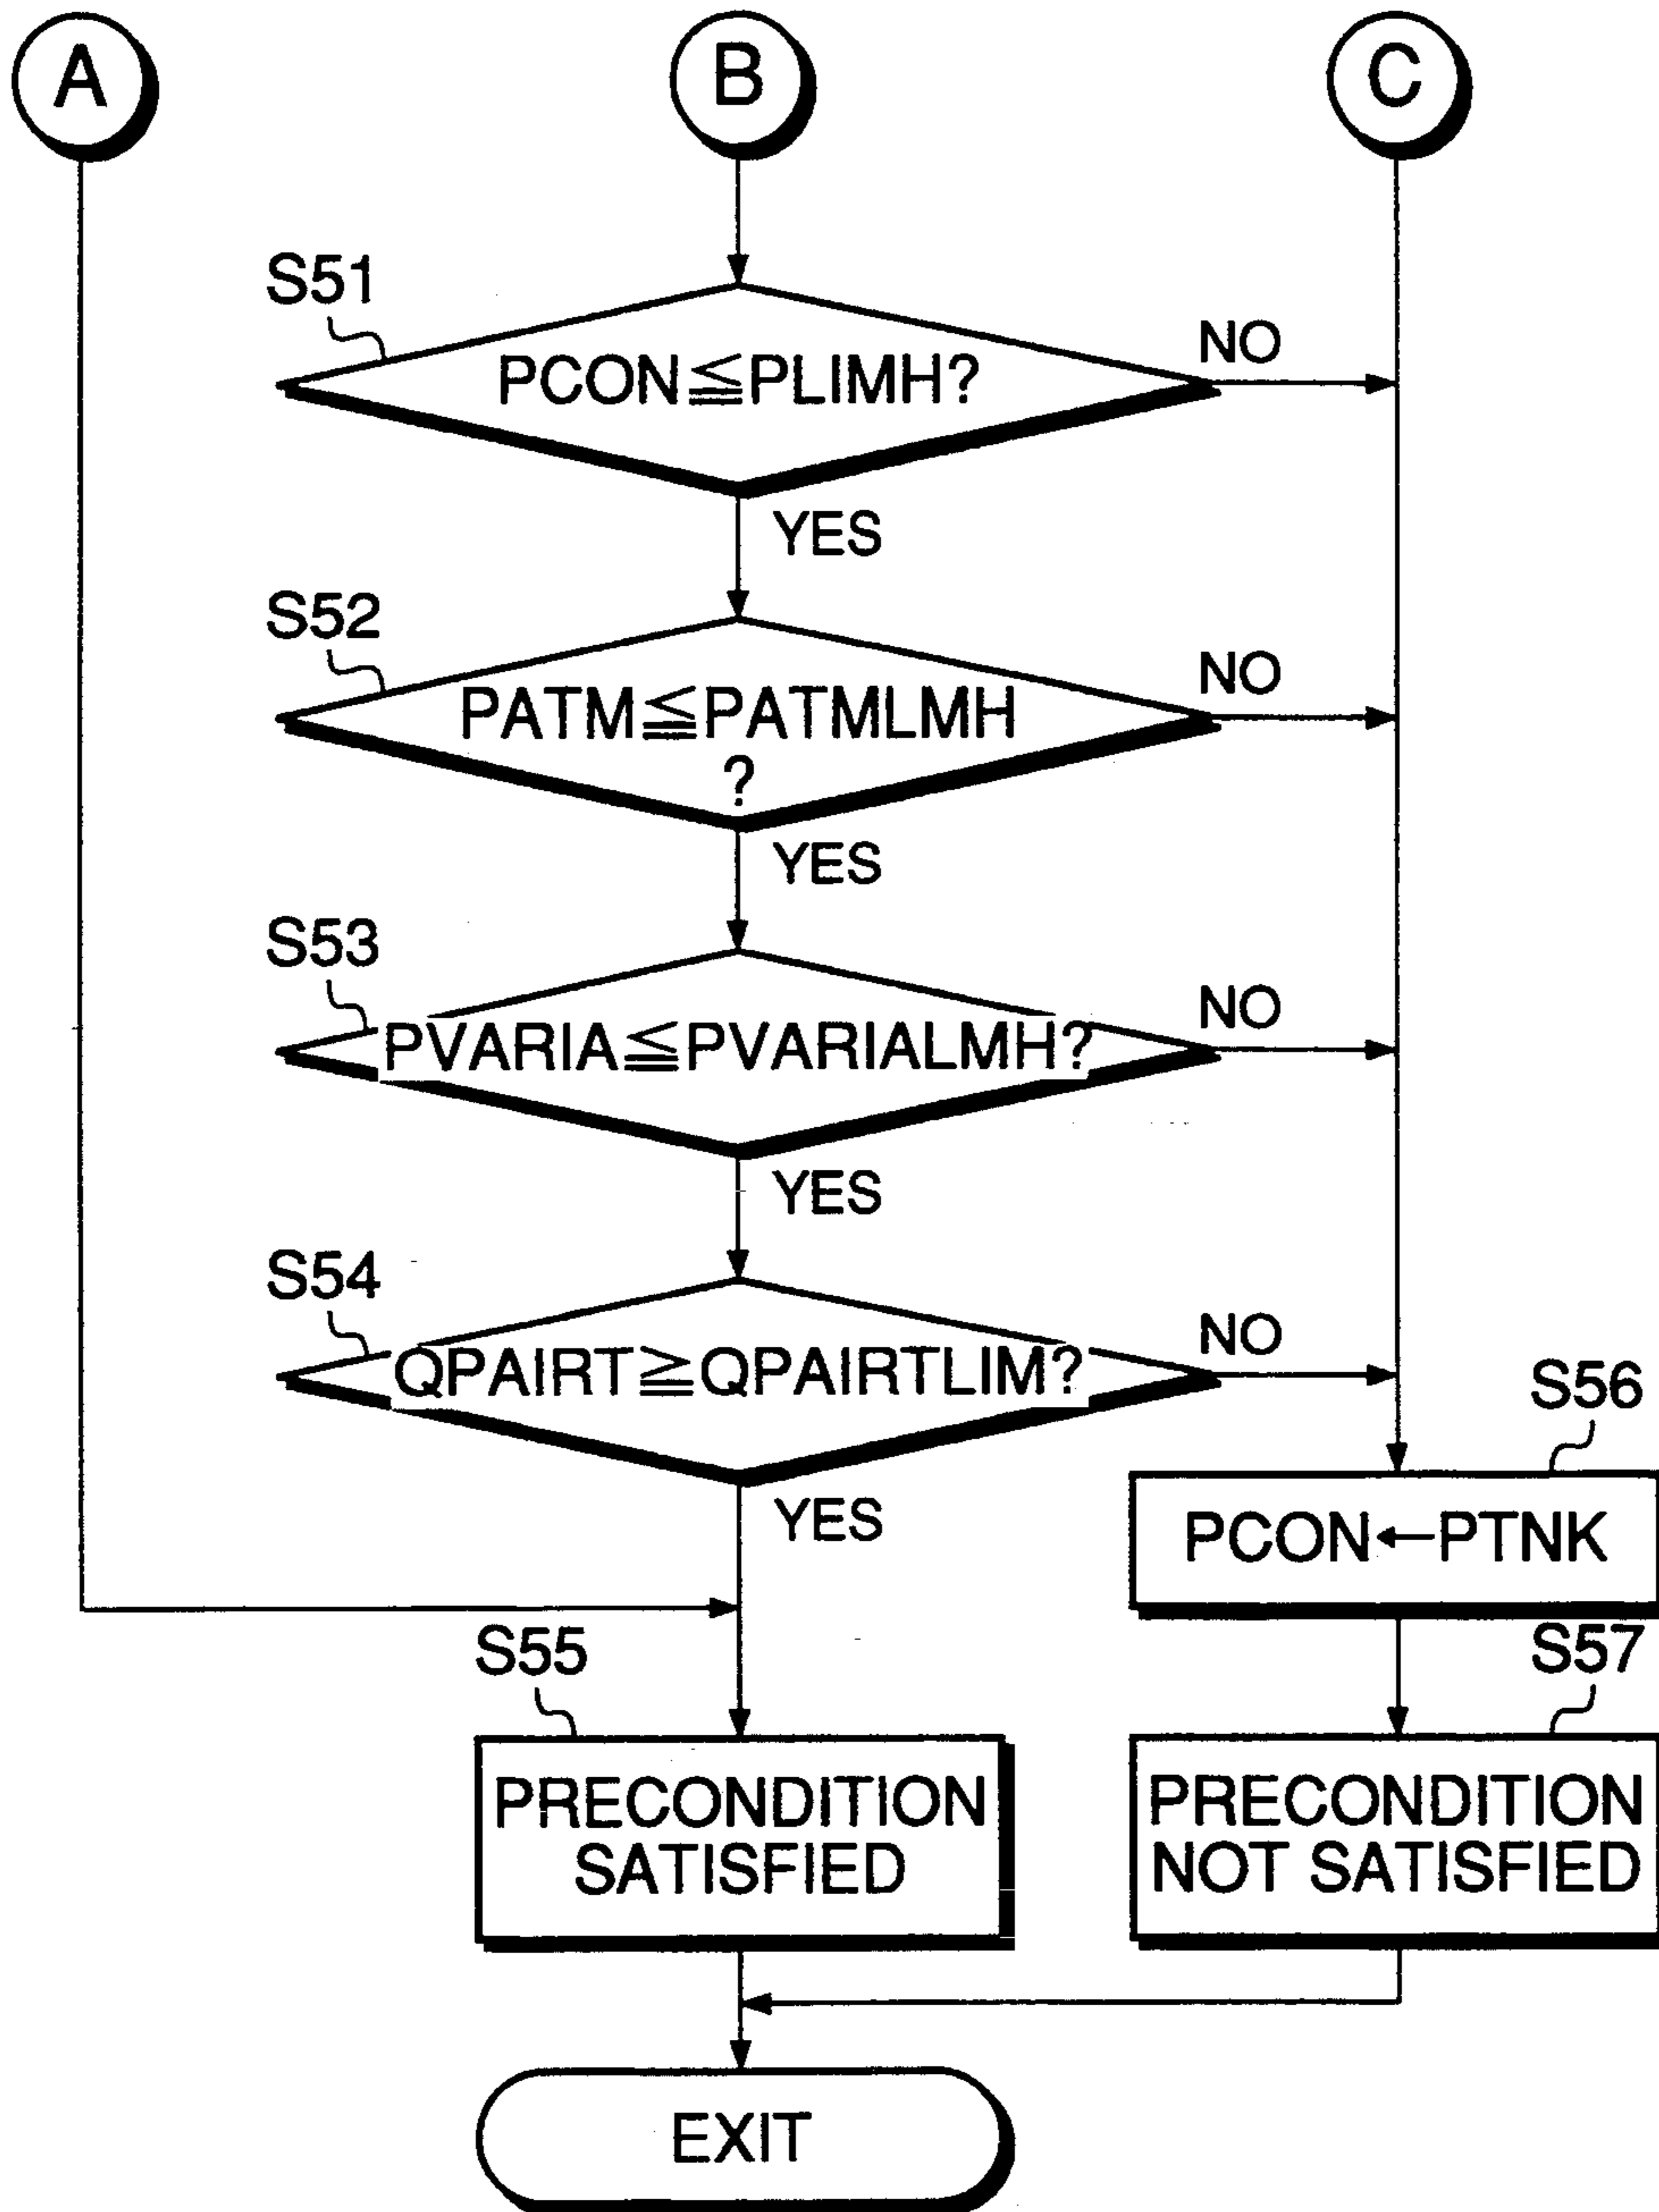 A
B
C
S51
PCON≦PLIMH?
NO
YES
S52
PATM≦PATMLMH
?
NO
YES
S53
PVARIA≦PVARIALMH?
NO
YES
S54
QPAIRT≧QPAIRTLIM?
NO
YES
S56
PCON←PTNK
S55
PRECONDITION
SATISFIED
S57
PRECONDITION
NOT SATISFIED
EXIT